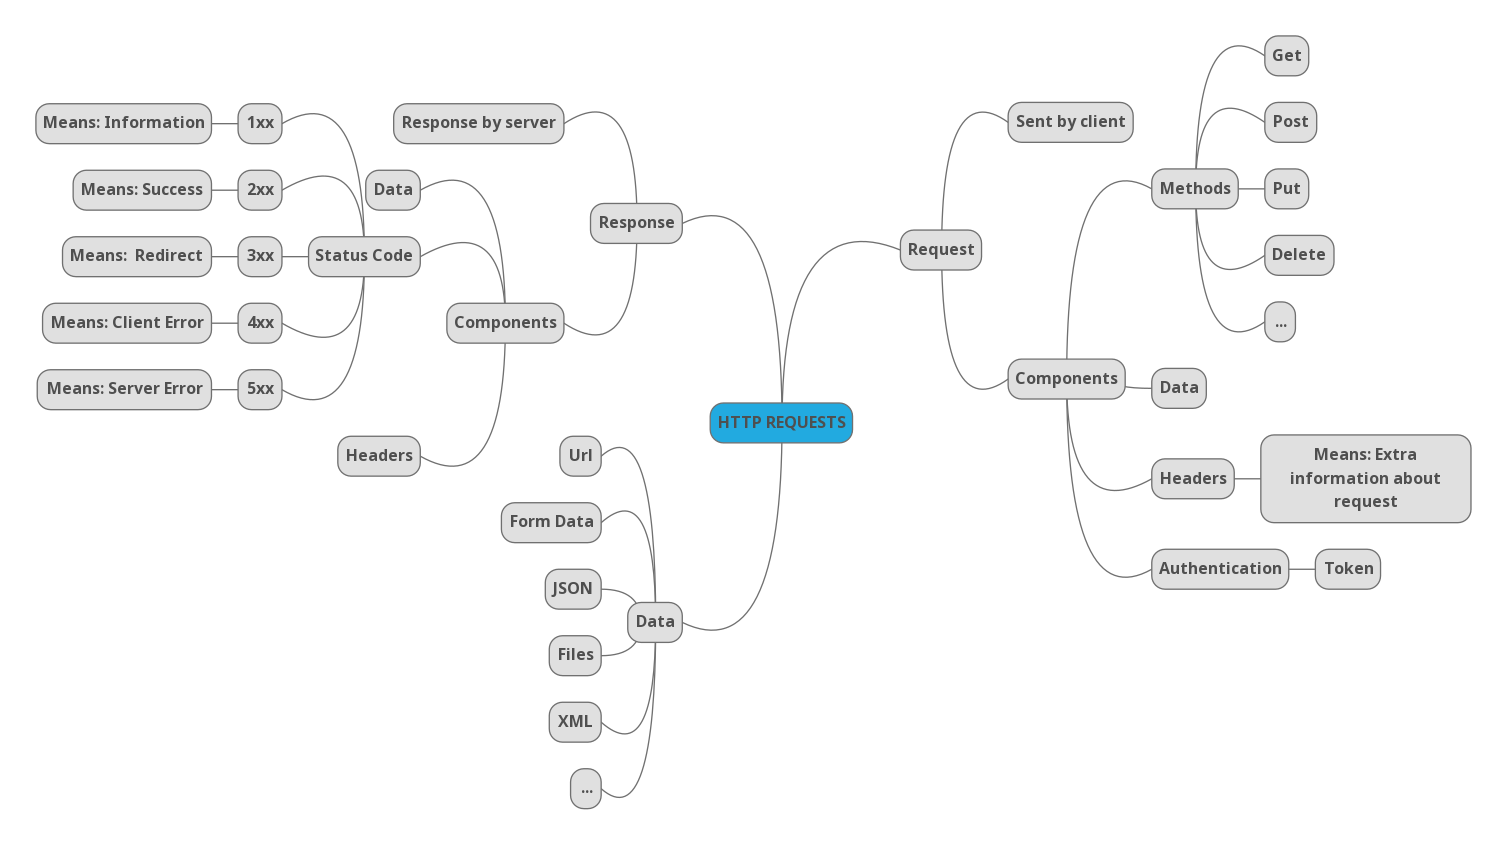 HTTP REQUESTS
Request
Sent by client
Components
Methods
Get
Post
Put
Delete
...
Data
Headers
Means: Extra
information about
request
Authentication
Token
Response
Response by server
Components
Data
Status Code
1xx
Means: Information
2xx
Means: Success
3xx
Means:  Redirect
4xx
Means: Client Error
5xx
Means: Server Error
Headers
Data
Url
Form Data
JSON
Files
XML
...